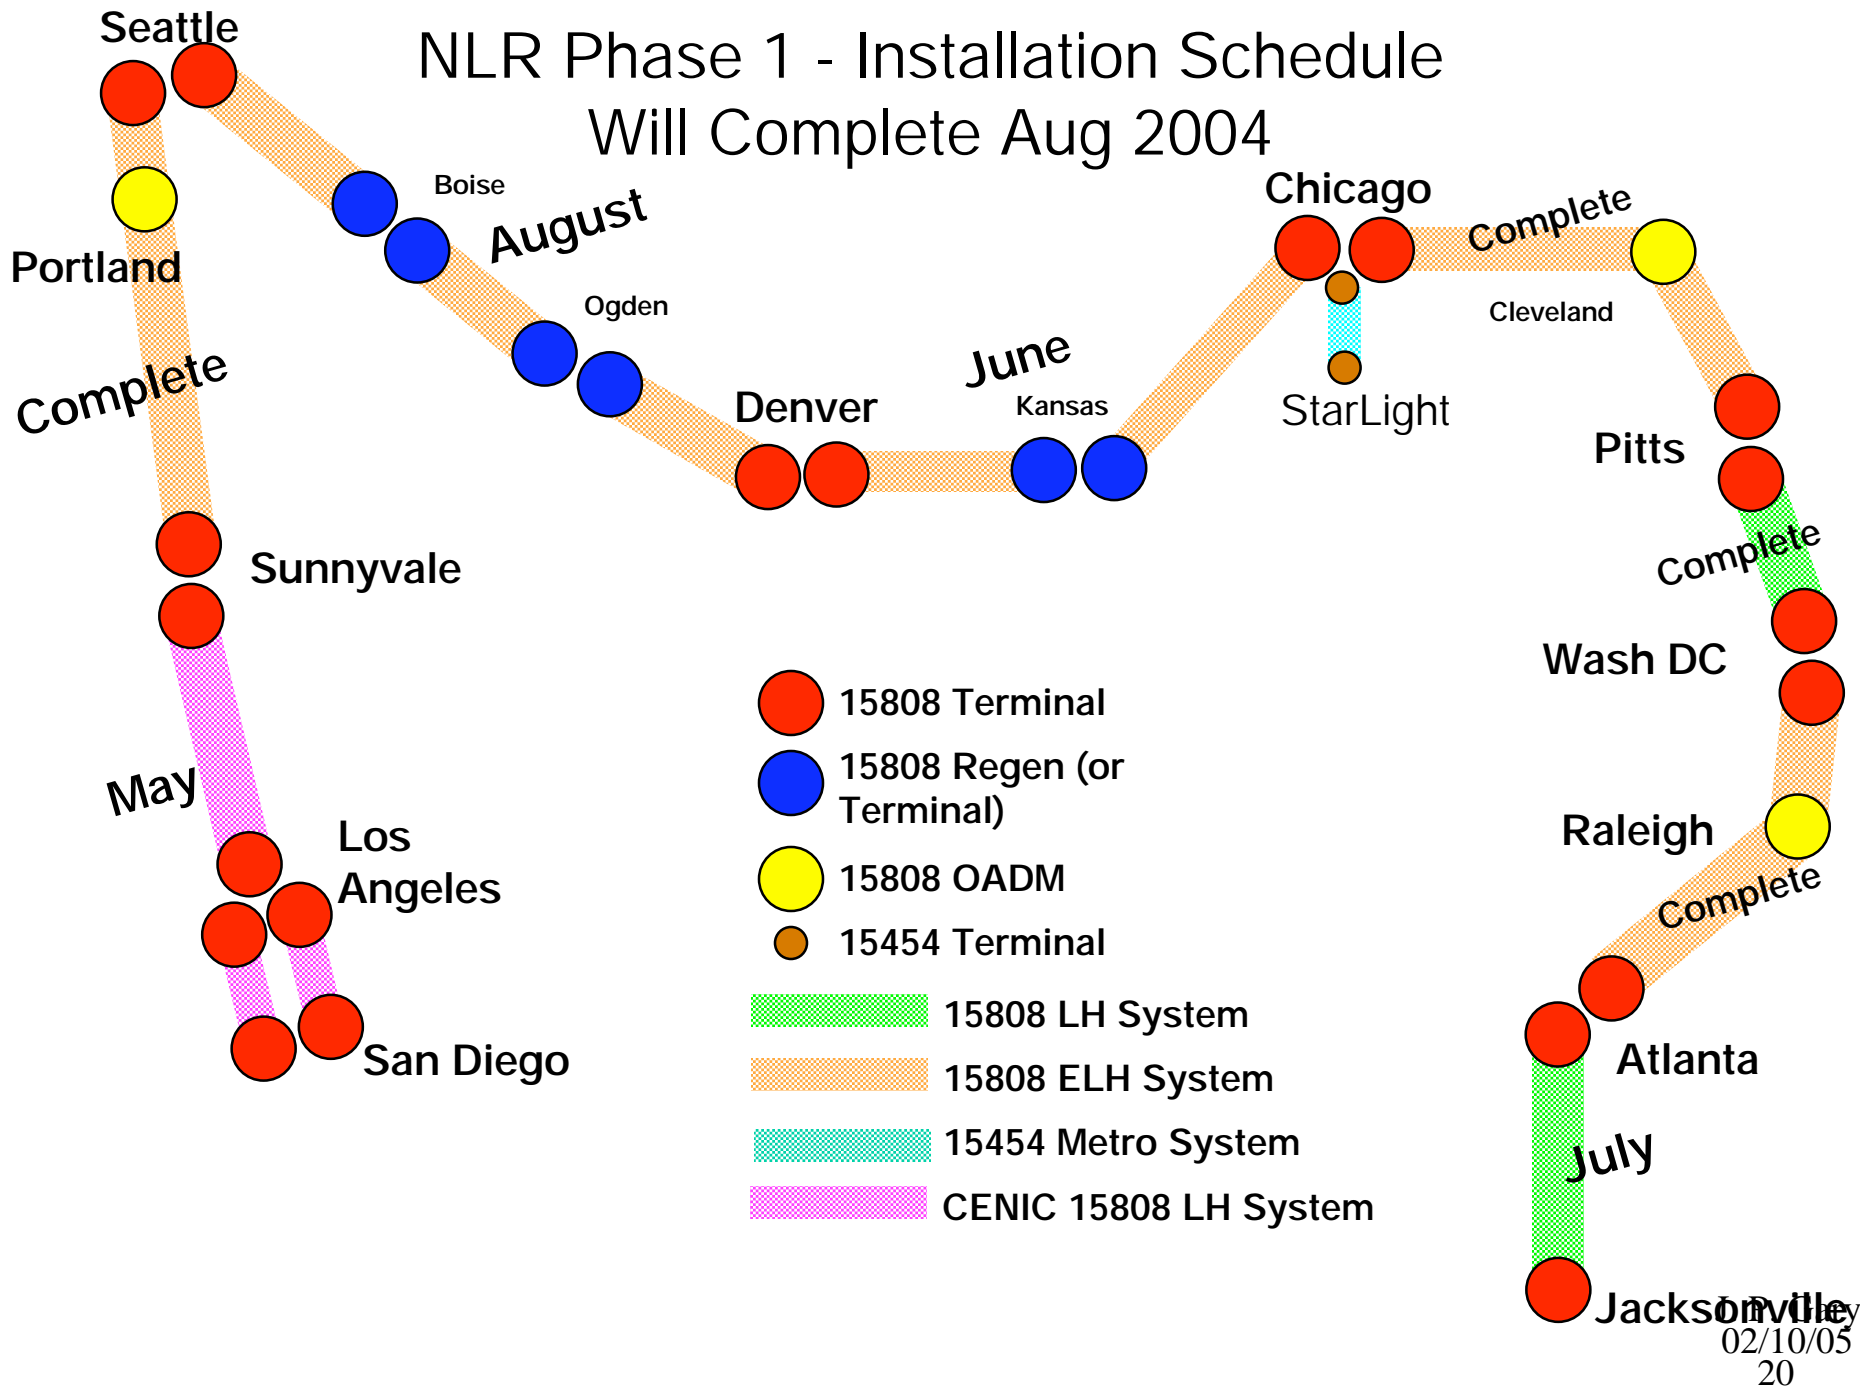 Seattle
NLR Phase 1 - Installation Schedule
Will Complete Aug 2004
Boise
August
Chicago
Complete
Portland
Ogden
Cleveland
June
Complete
Denver
Kansas
StarLight
Pitts
Complete
Sunnyvale
Wash DC
15808 Terminal
May
15808 Regen (or
Terminal)
Los
Angeles
Raleigh
15808 OADM
Complete
15454 Terminal
15808 LH System
San Diego
15808 ELH System
Atlanta
15454 Metro System
July
CENIC 15808 LH System
Jacksonville
J. P. Gary
02/10/05
20